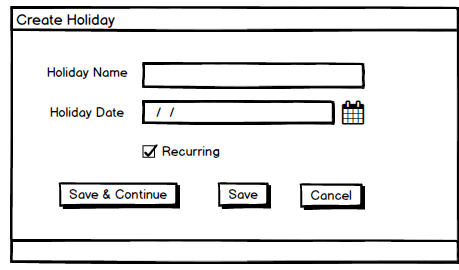 Create Holiday
Holiday Name
Holiday Date / /
Recurring
Save & Continue Save Cancel